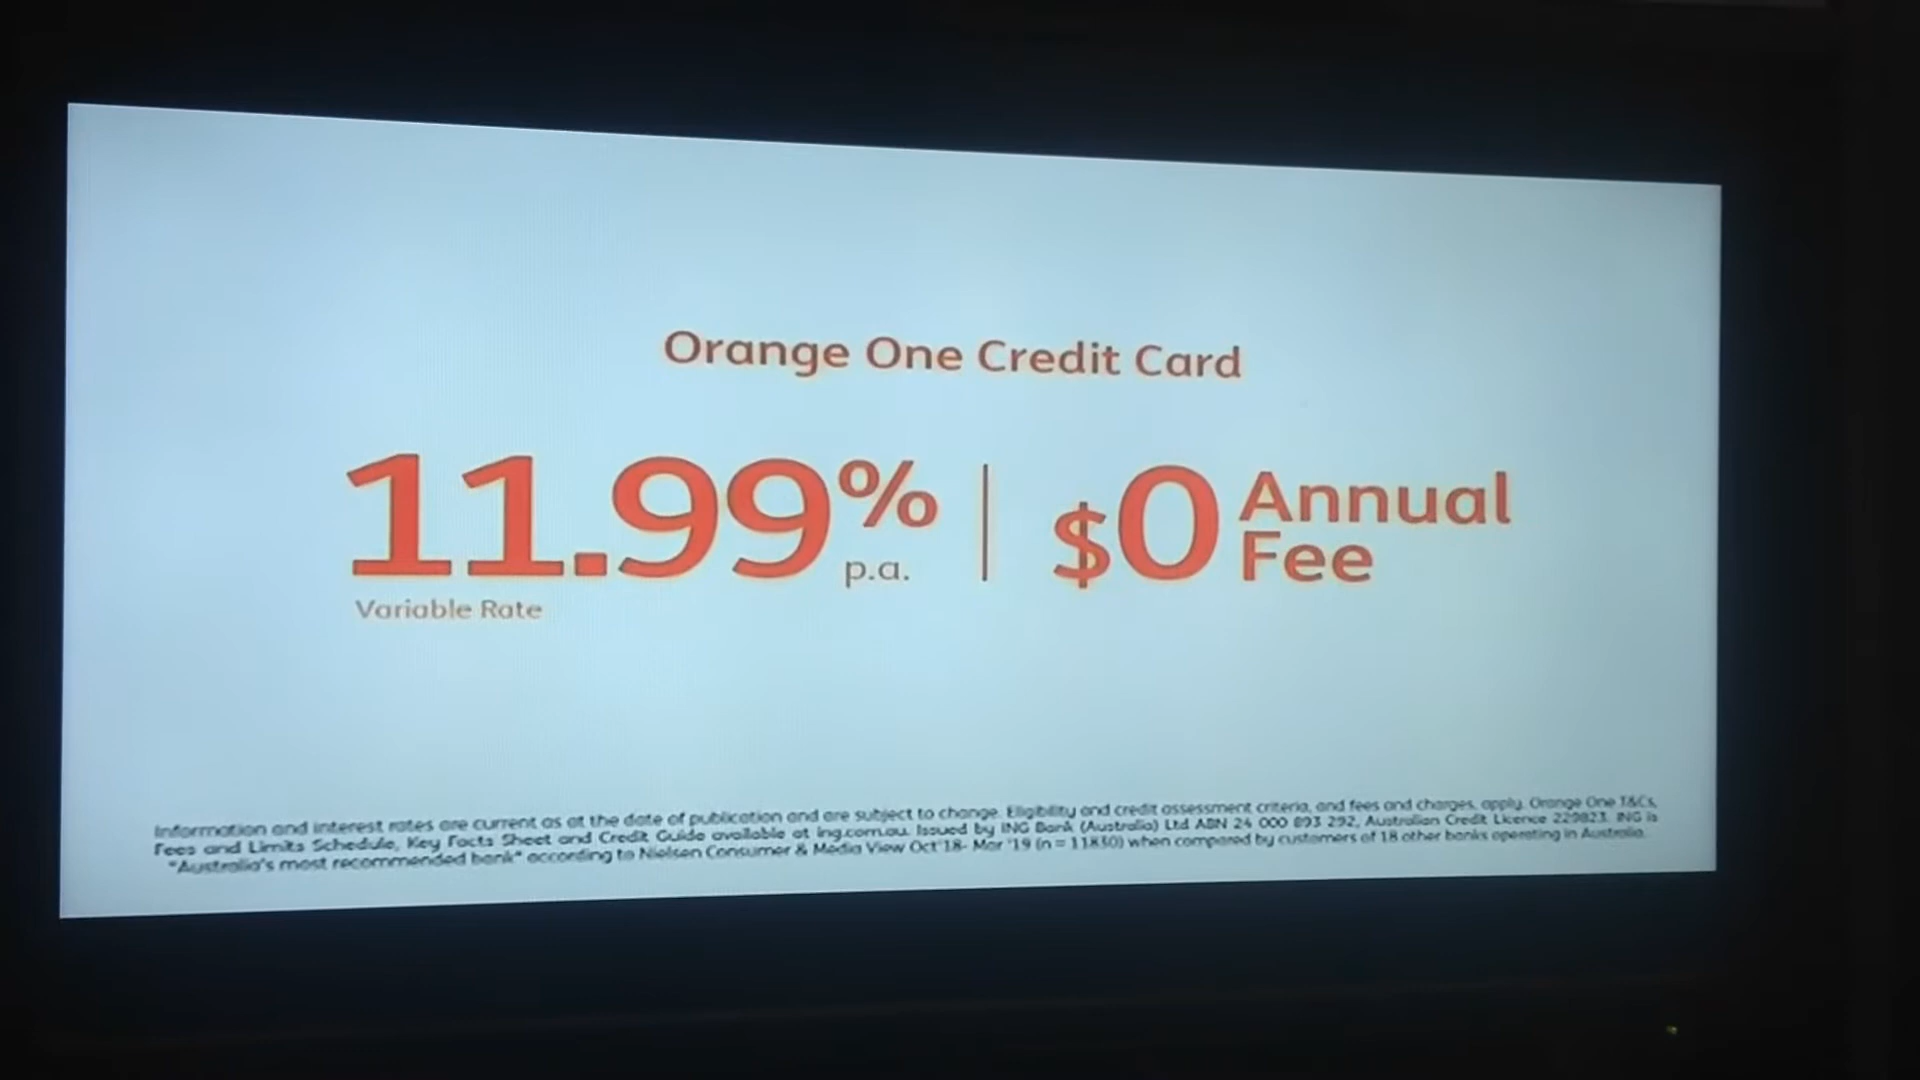 Orange One Credit Card
11.99% p.a. | $0 Annual Fee
Variable Rate
Information and interest rates are current as at the date of publication and are subject to change. Eligibility and credit assessment criteria, and fees and charges, apply. Orange One T&Cs,
Fees and Limits Schedule, Key Facts Sheet and Credit Guide available at ing.com.au. Issued by ING Bank (Australia) Ltd ABN 24 000 893 292, Australian Credit Licence 229823. ING is
"Australia's most recommended bank" according to Nielsen Consumer & Media View Oct'18- Mar '19 (n = 11830) when compared by customers of 18 other banks operating in Australia.